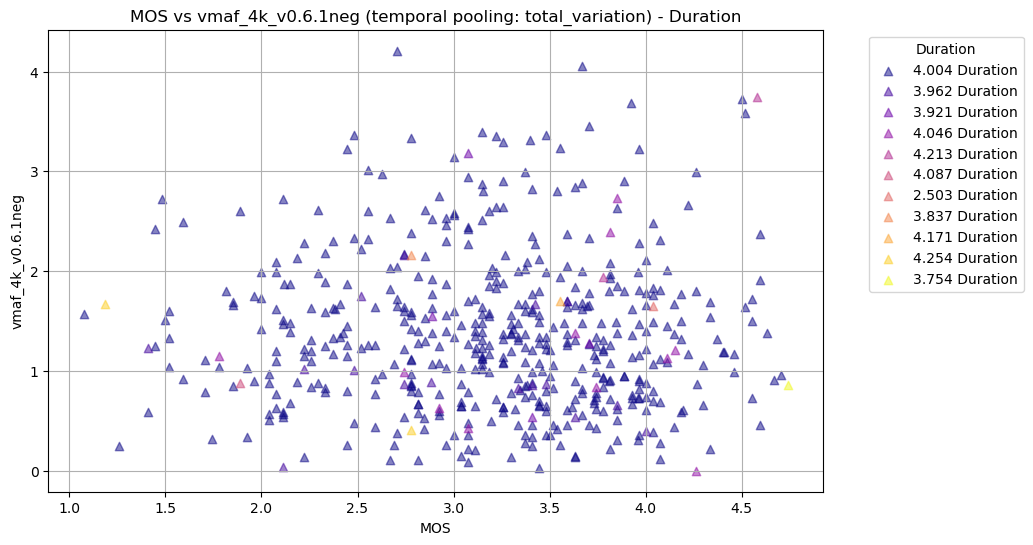 MOS vs vmaf_4k_v0.6.1neg (temporal pooling: total_variation) - Duration
vmaf_4k_v0.6.1neg
4
3
2
1
0
1.0 1.5 2.0 2.5 3.0 3.5 4.0 4.5
MOS
Duration
4.004 Duration
3.962 Duration
3.921 Duration
4.046 Duration
4.213 Duration
4.087 Duration
2.503 Duration
3.837 Duration
4.171 Duration
4.254 Duration
3.754 Duration